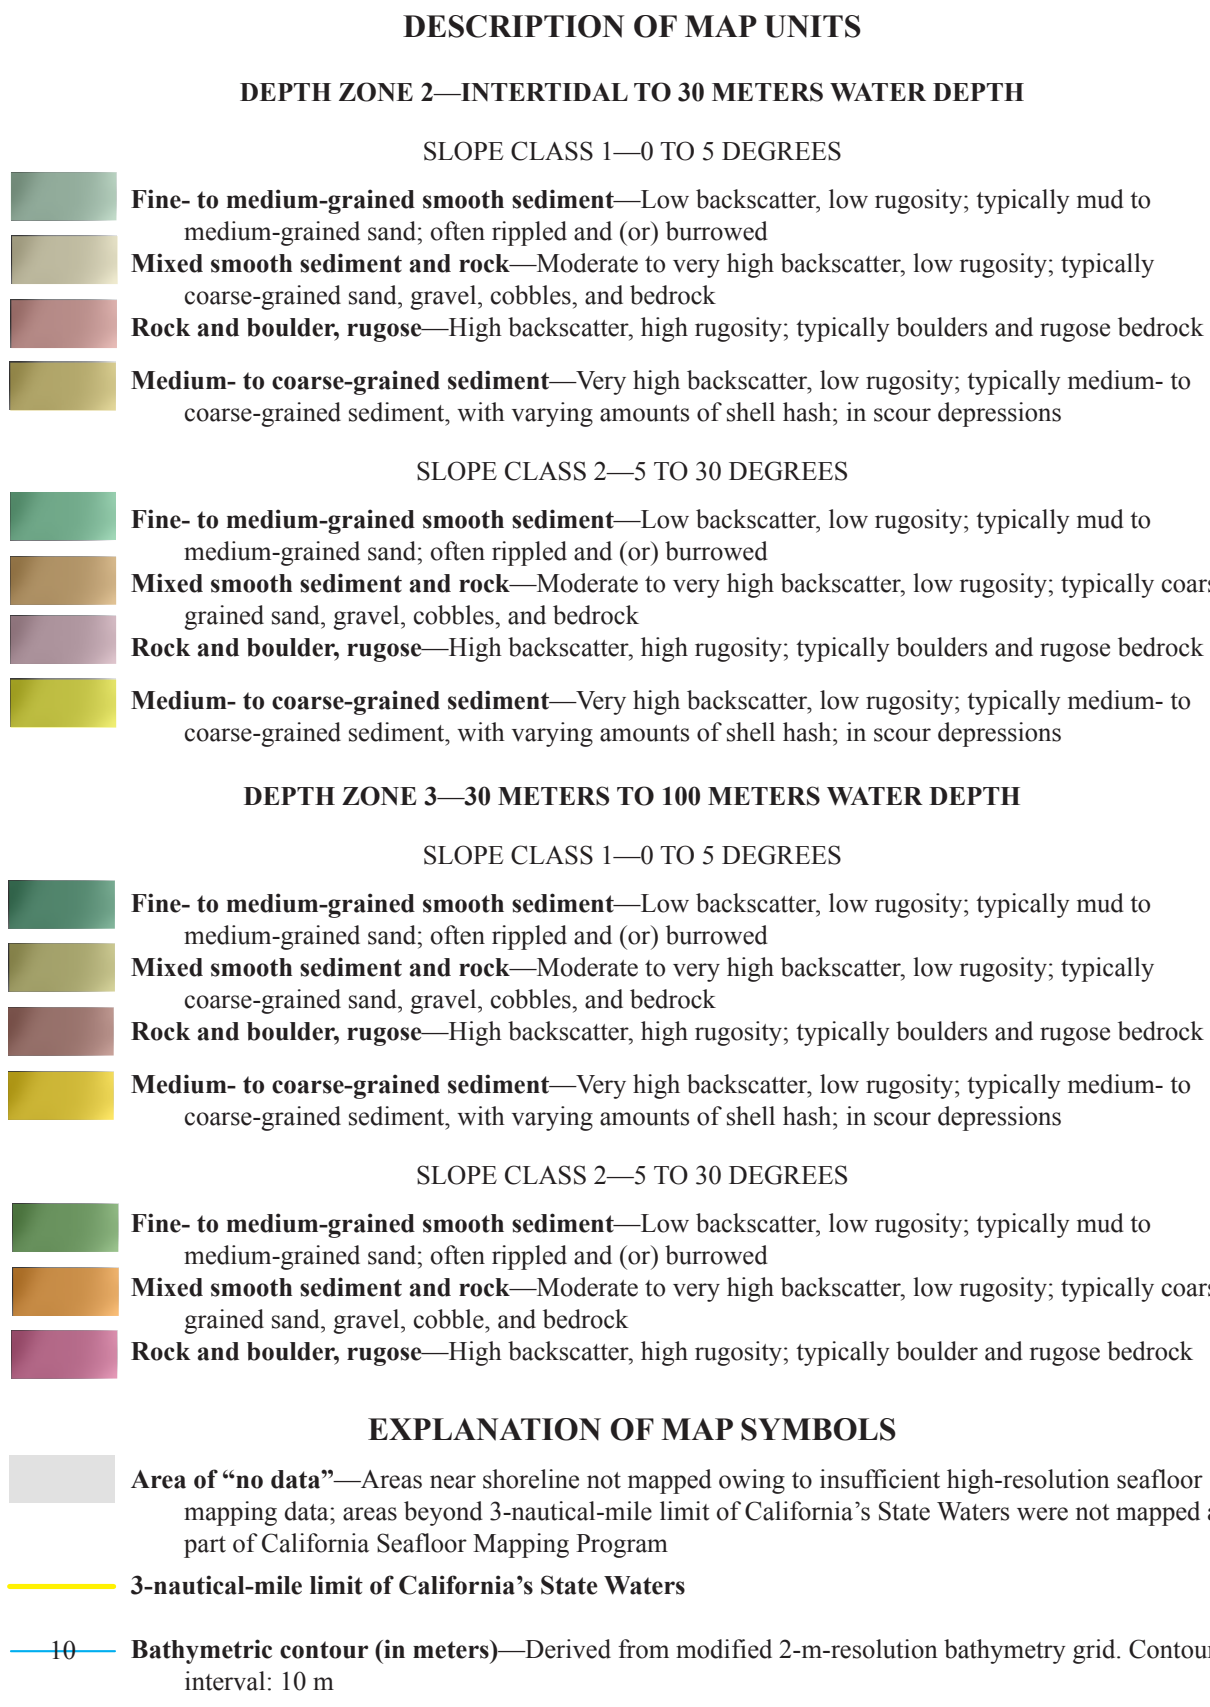 DESCRIPTION OF MAP UNITS
DEPTH ZONE 2—INTERTIDAL TO 30 METERS WATER DEPTH
SLOPE CLASS 1—0 TO 5 DEGREES
Fine- to medium-grained smooth sediment—Low backscatter, low rugosity; typically mud to
medium-grained sand; often rippled and (or) burrowed
Mixed smooth sediment and rock—Moderate to very high backscatter, low rugosity; typically
coarse-grained sand, gravel, cobbles, and bedrock
Rock and boulder, rugose—High backscatter, high rugosity; typically boulders and rugose bedrock
Medium- to coarse-grained sediment—Very high backscatter, low rugosity; typically medium- to
coarse-grained sediment, with varying amounts of shell hash; in scour depressions
SLOPE CLASS 2—5 TO 30 DEGREES
Fine- to medium-grained smooth sediment—Low backscatter, low rugosity; typically mud to
medium-grained sand; often rippled and (or) burrowed
Mixed smooth sediment and rock—Moderate to very high backscatter, low rugosity; typically coars
grained sand, gravel, cobbles, and bedrock
Rock and boulder, rugose—High backscatter, high rugosity; typically boulders and rugose bedrock
Medium- to coarse-grained sediment—Very high backscatter, low rugosity; typically medium- to
coarse-grained sediment, with varying amounts of shell hash; in scour depressions
DEPTH ZONE 3—30 METERS TO 100 METERS WATER DEPTH
SLOPE CLASS 1—0 TO 5 DEGREES
Fine- to medium-grained smooth sediment—Low backscatter, low rugosity; typically mud to
medium-grained sand; often rippled and (or) burrowed
Mixed smooth sediment and rock—Moderate to very high backscatter, low rugosity; typically
coarse-grained sand, gravel, cobbles, and bedrock
Rock and boulder, rugose—High backscatter, high rugosity; typically boulders and rugose bedrock
Medium- to coarse-grained sediment—Very high backscatter, low rugosity; typically medium- to
coarse-grained sediment, with varying amounts of shell hash; in scour depressions
SLOPE CLASS 2—5 TO 30 DEGREES
Fine- to medium-grained smooth sediment—Low backscatter, low rugosity; typically mud to
medium-grained sand; often rippled and (or) burrowed
Mixed smooth sediment and rock—Moderate to very high backscatter, low rugosity; typically coars
grained sand, gravel, cobble, and bedrock
Rock and boulder, rugose—High backscatter, high rugosity; typically boulder and rugose bedrock
EXPLANATION OF MAP SYMBOLS
Area of “no data”—Areas near shoreline not mapped owing to insufficient high-resolution seafloor
mapping data; areas beyond 3-nautical-mile limit of California’s State Waters were not mapped a
part of California Seafloor Mapping Program
3-nautical-mile limit of California’s State Waters
10 Bathymetric contour (in meters)—Derived from modified 2-m-resolution bathymetry grid. Contour
interval: 10 m